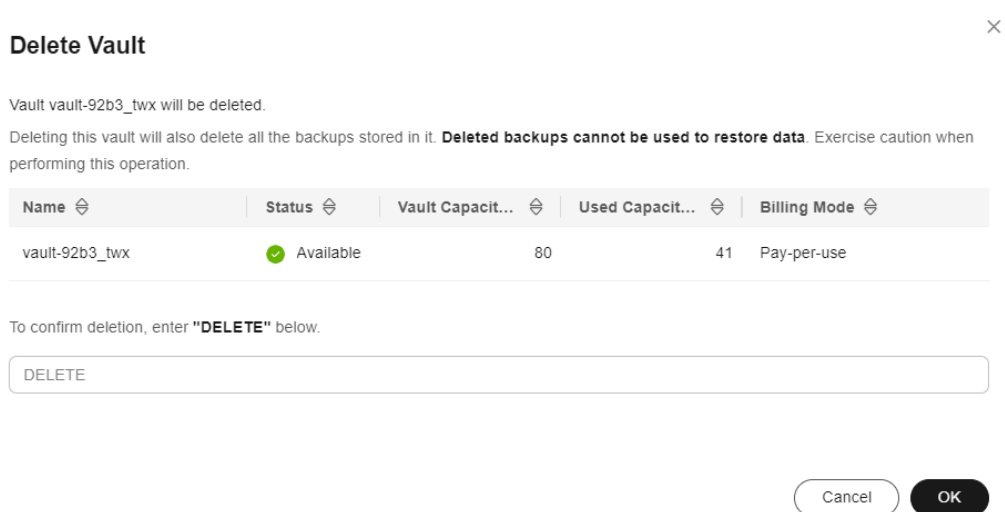 Delete Vault
Vault vault-92b3_twx will be deleted.
Deleting this vault will also delete all the backups stored in it. Deleted backups cannot be used to restore data. Exercise caution when
performing this operation.
Name Status Vault Capacit... Used Capacit... Billing Mode
vault-92b3_twx Available 80 41 Pay-per-use
To confirm deletion, enter "DELETE" below.
DELETE
Cancel OK